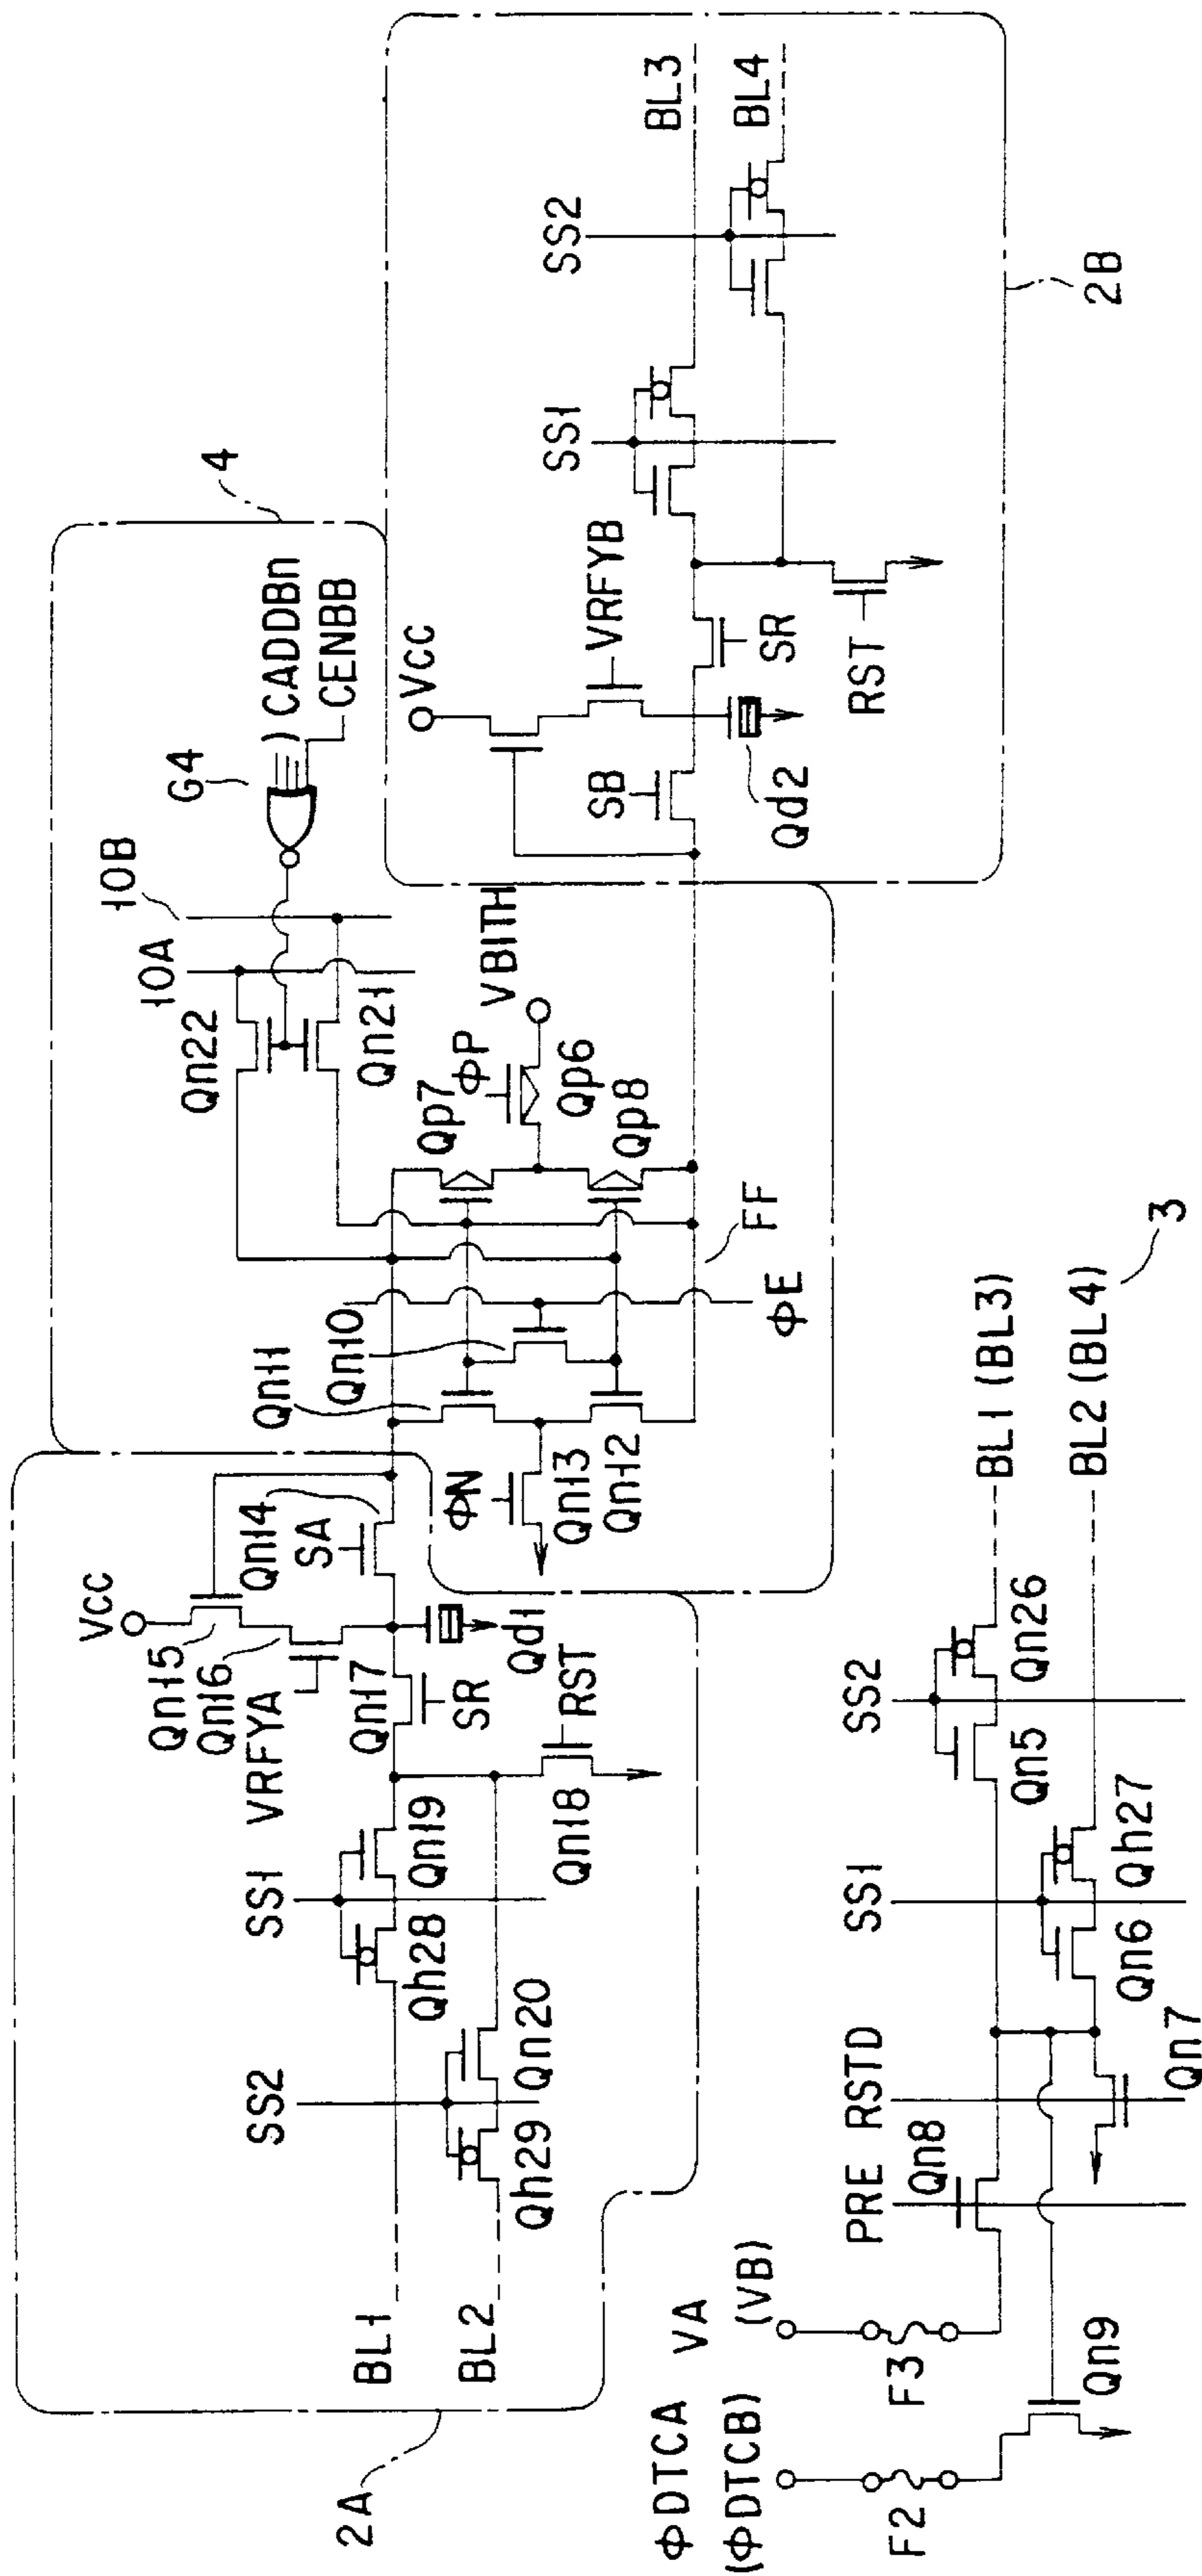 BL3
BL4
SS2
SS1
2B
4
CADDBn
CENBB
G4
VCC
VRFYB
SB
SR
RST
Qd2
10B
10A
Qn22
Qn21
VBITH
ΦP
Qp7
Qp6
Qp8
FF
ΦE
Qn10
Qn11
Qn12
Qn13
ΦN
VCC
Qn14
SA
Qn15
Qn16
VRFYA
Qn17
SR
Qd1
RST
Qn18
SS1
Qn19
Qh28
SS2
Qn20
Qh29
BL1
BL2
2A
BL1 (BL3)
BL2 (BL4)
3
SS2
Qn26
Qn5
SS1
Qh27
Qn6
PRE
RSTD
Qn7
Qn8
VA
(VB)
F3
ΦDTCA
(ΦDTCB)
F2
Qn9